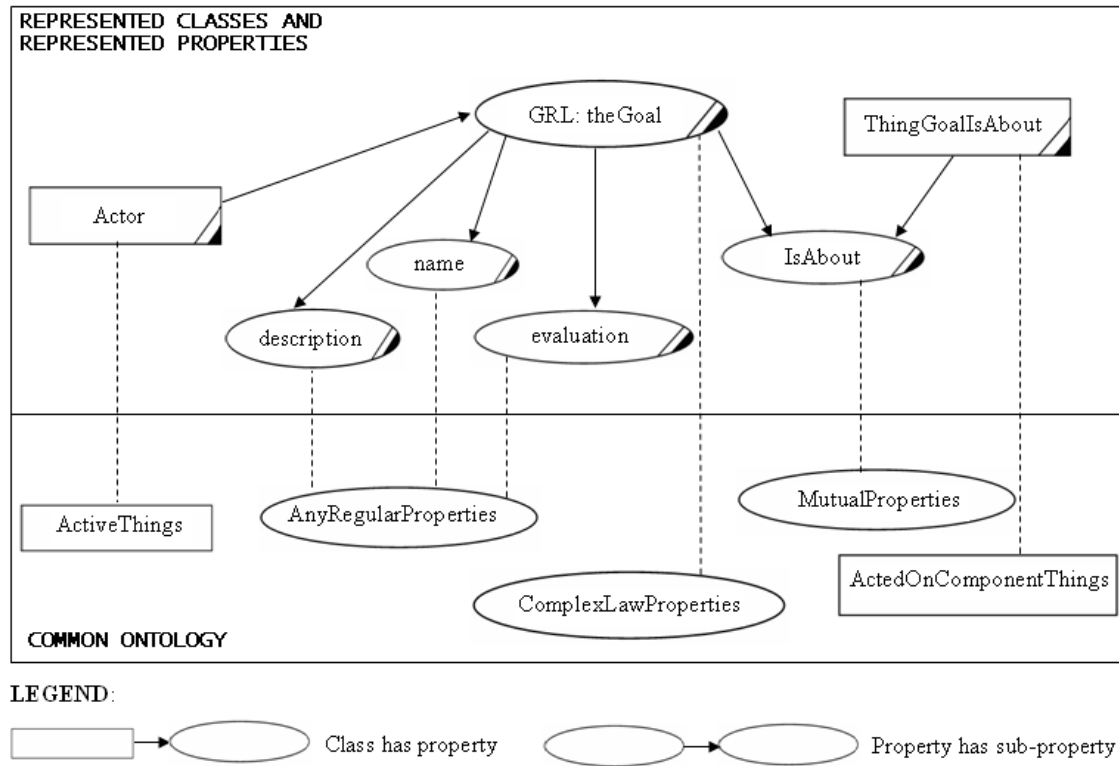 REPRESENTED CLASSES AND
REPRESENTED PROPERTIES
GRL: theGoal
ThingGoalIsAbout
Actor
name
IsAbout
description
evaluation
ActiveThings
AnyRegularProperties
MutualProperties
ActedOnComponentThings
ComplexLawProperties
COMMON ONTOLOGY
LEGEND:
Class has property
Property has sub-property